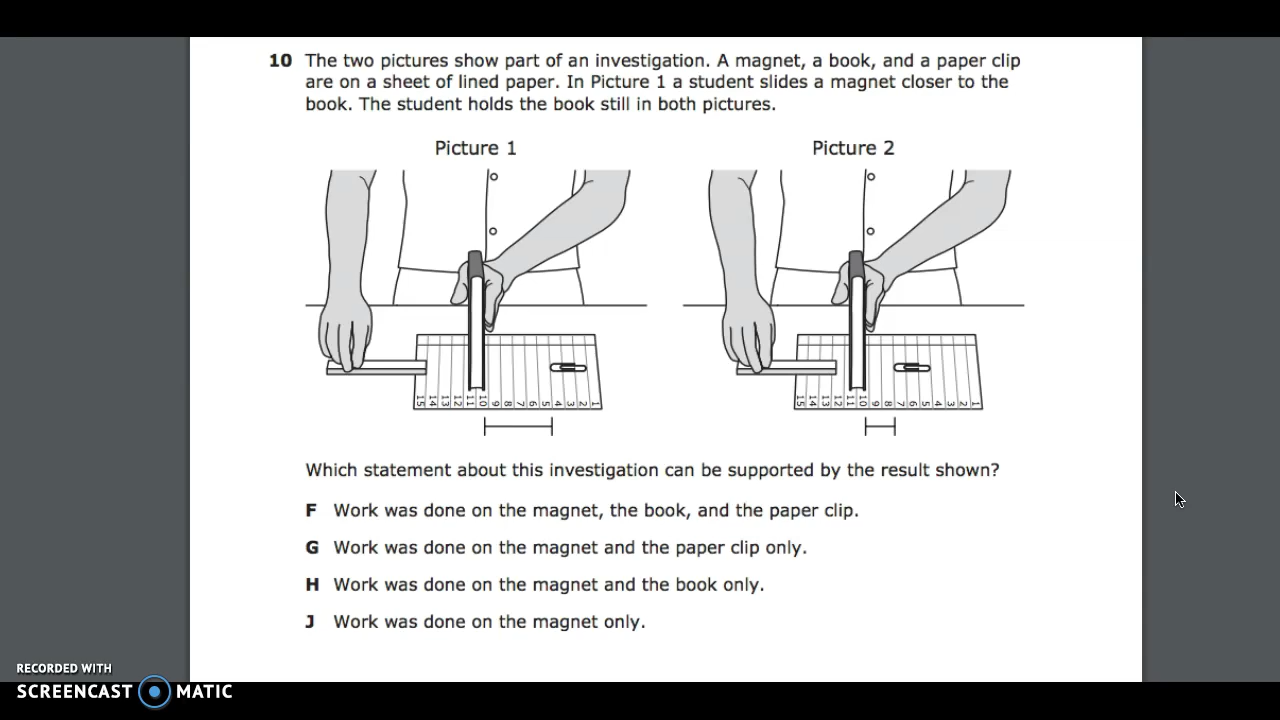 10 The two pictures show part of an investigation. A magnet, a book, and a paper clip
are on a sheet of lined paper. In Picture 1 a student slides a magnet closer to the
book. The student holds the book still in both pictures.
Picture 1
Picture 2
15 14 13 12 11 10 9 8 7 6 5 4 3 2 1
15 14 13 12 11 10 9 8 7 6 5 4 3 2 1
Which statement about this investigation can be supported by the result shown?
F Work was done on the magnet, the book, and the paper clip.
G Work was done on the magnet and the paper clip only.
H Work was done on the magnet and the book only.
J Work was done on the magnet only.
RECORDED WITH
SCREENCAST MATIC